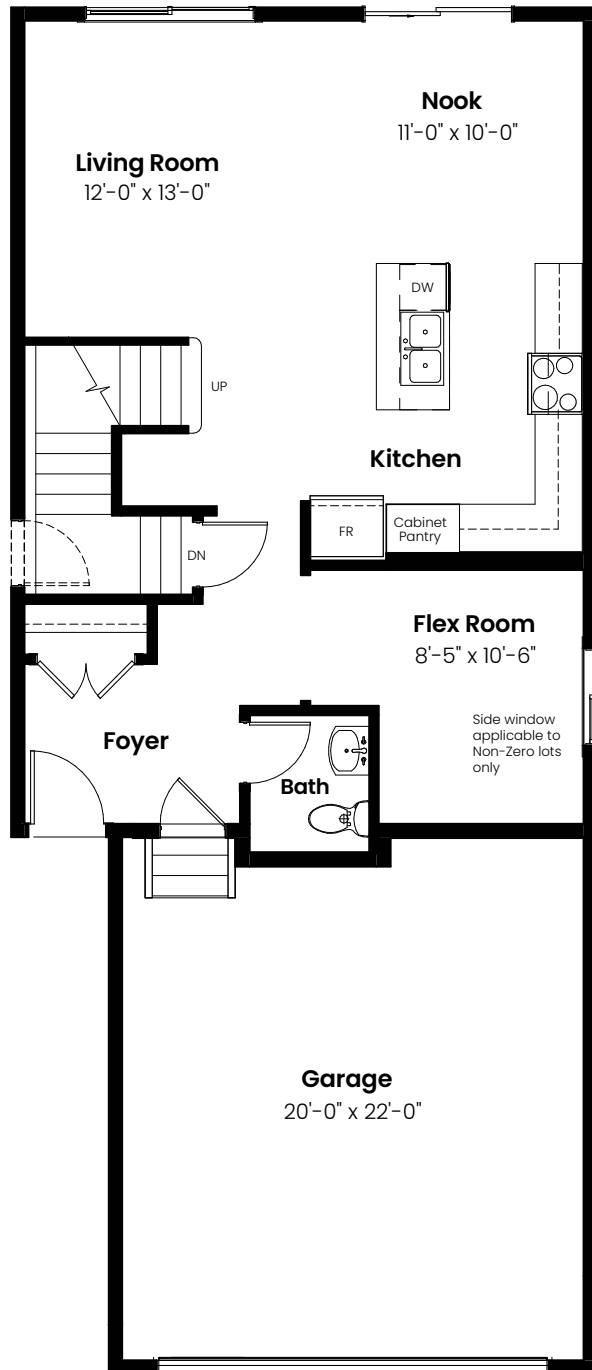 Nook
11'-0" x 10'-0"
Living Room
12'-0" x 13'-0"
DW
UP
Kitchen
FR
Cabinet
Pantry
DN
Flex Room
8'-5" x 10'-6"
Side window
applicable to
Non-Zero lots
only
Foyer
Bath
Garage
20'-0" x 22'-0"